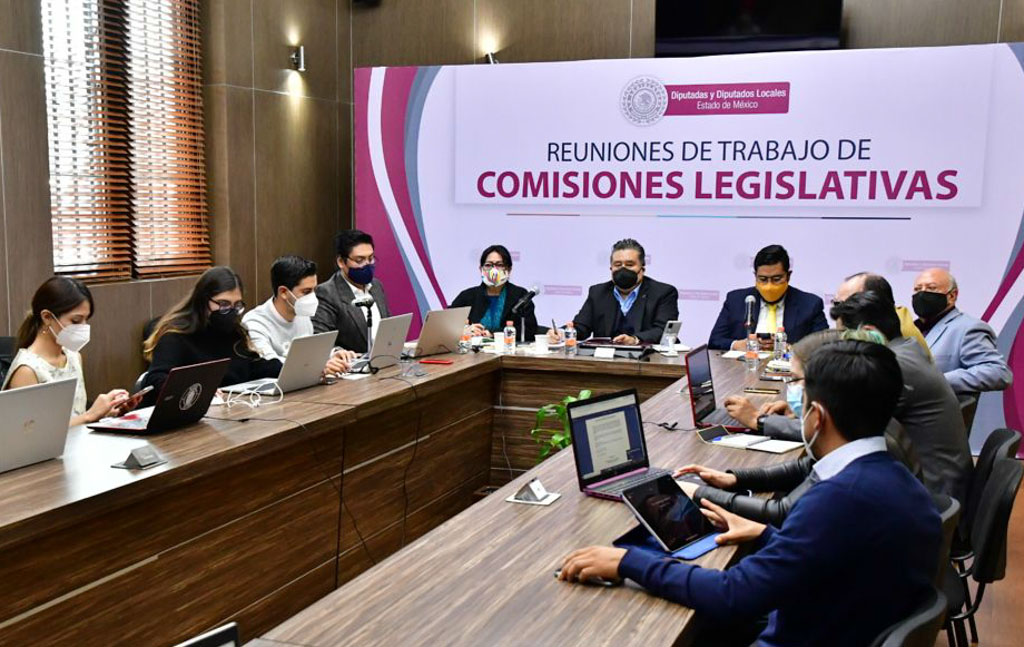 Diputadas y Diputados Locales
Estado de México
REUNIONES DE TRABAJO DE
COMISIONES LEGISLATIVAS